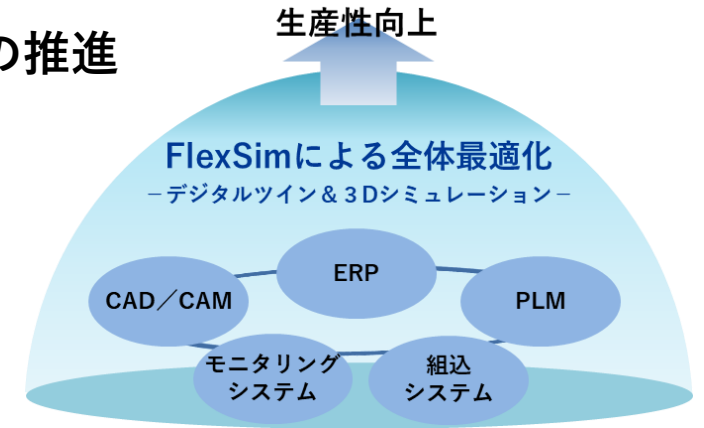 生産性向上
の推進
FlexSimによる全体最適化
－デジタルツイン＆３Dシミュレーション－
ERP
CAD／CAM
PLM
モニタリング
システム
組込
システム